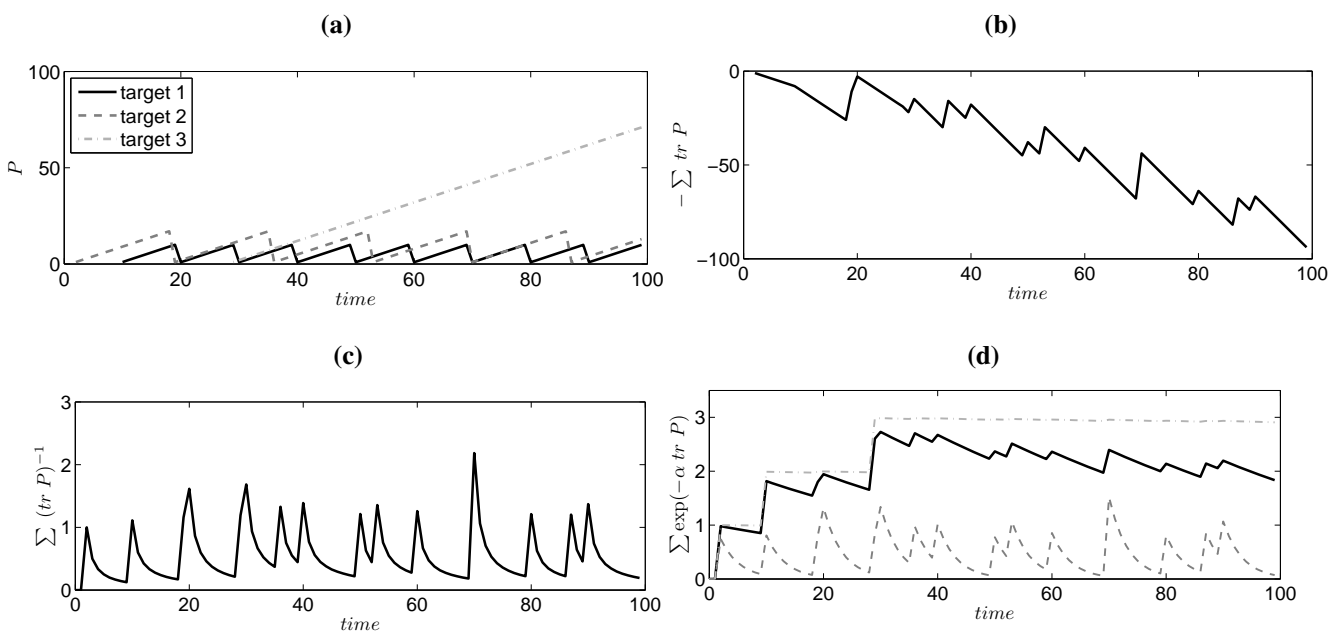 (a)
100
50
0
P
target 1
target 2
target 3
0 20 40 60 80 100
time
(b)
0
−50
−100
− ∑ tr P
0 20 40 60 80 100
time
(c)
3
2
1
0
∑ (tr P)⁻¹
0 20 40 60 80 100
time
(d)
3
2
1
0
∑ exp(−α tr P)
0 20 40 60 80 100
time